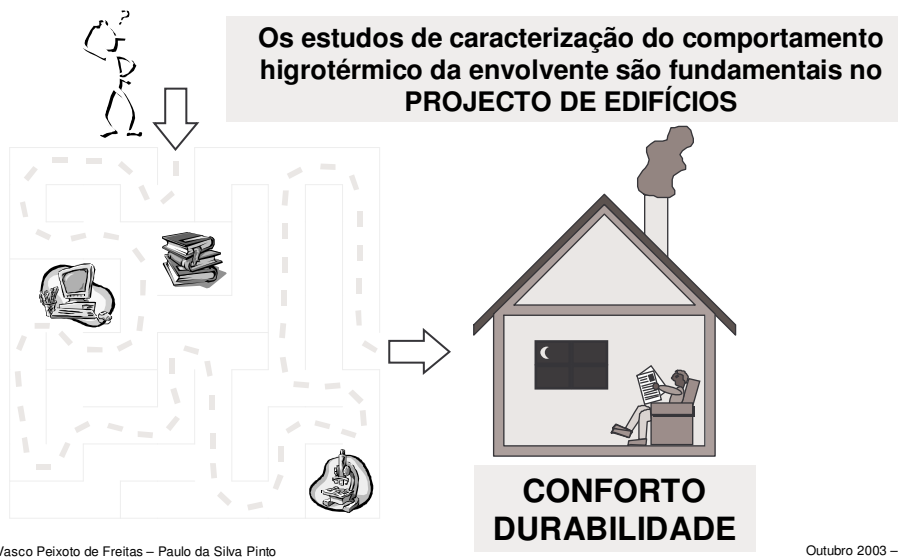 Os estudos de caracterização do comportamento
higrotérmico da envolvente são fundamentais no
PROJECTO DE EDIFÍCIOS
CONFORTO
DURABILIDADE
Vasco Peixoto de Freitas – Paulo da Silva Pinto
Outubro 2003 –